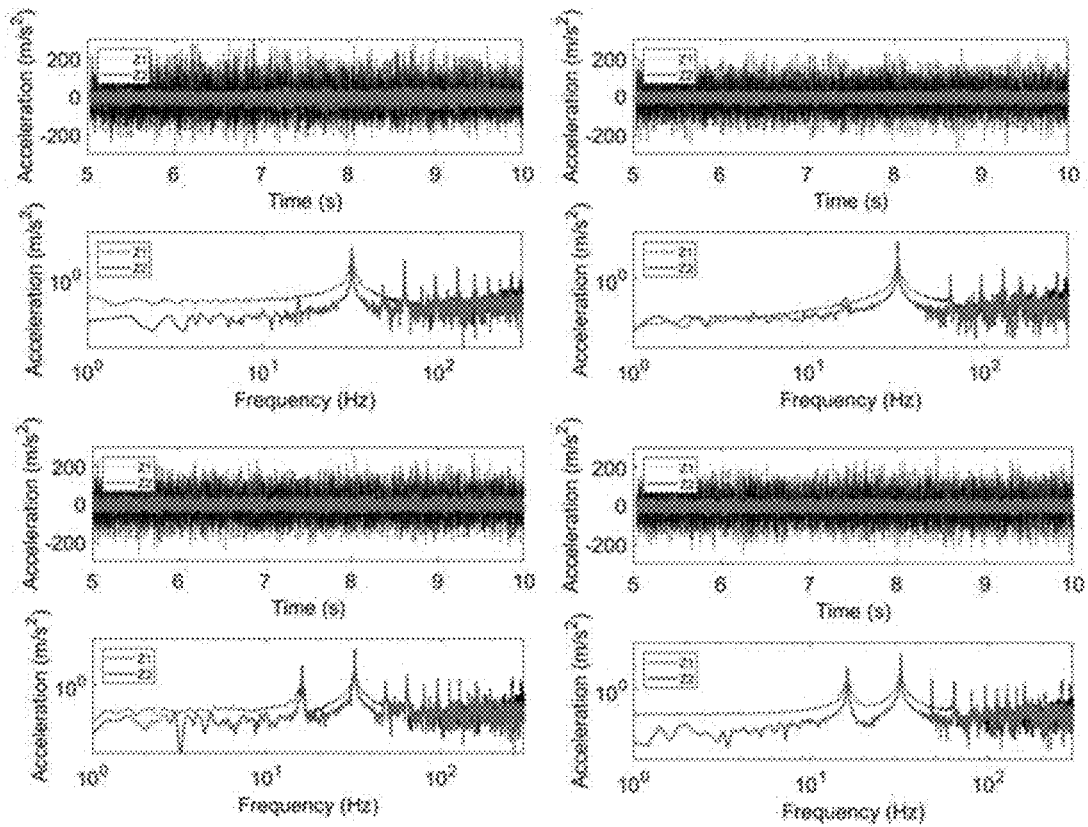 Acceleration (m/s²)
200
0
-200
5 6 7 8 9 10
Time (s)
Acceleration (m/s²)
200
0
-200
5 6 7 8 9 10
Time (s)
Acceleration (m/s²)
10⁰
10⁰ 10¹ 10²
Frequency (Hz)
Acceleration (m/s²)
10⁰
10⁰ 10¹ 10²
Frequency (Hz)
Acceleration (m/s²)
200
0
-200
5 6 7 8 9 10
Time (s)
Acceleration (m/s²)
200
0
-200
5 6 7 8 9 10
Time (s)
Acceleration (m/s²)
10⁰
10⁰ 10¹ 10²
Frequency (Hz)
Acceleration (m/s²)
10⁰
10⁰ 10¹ 10²
Frequency (Hz)